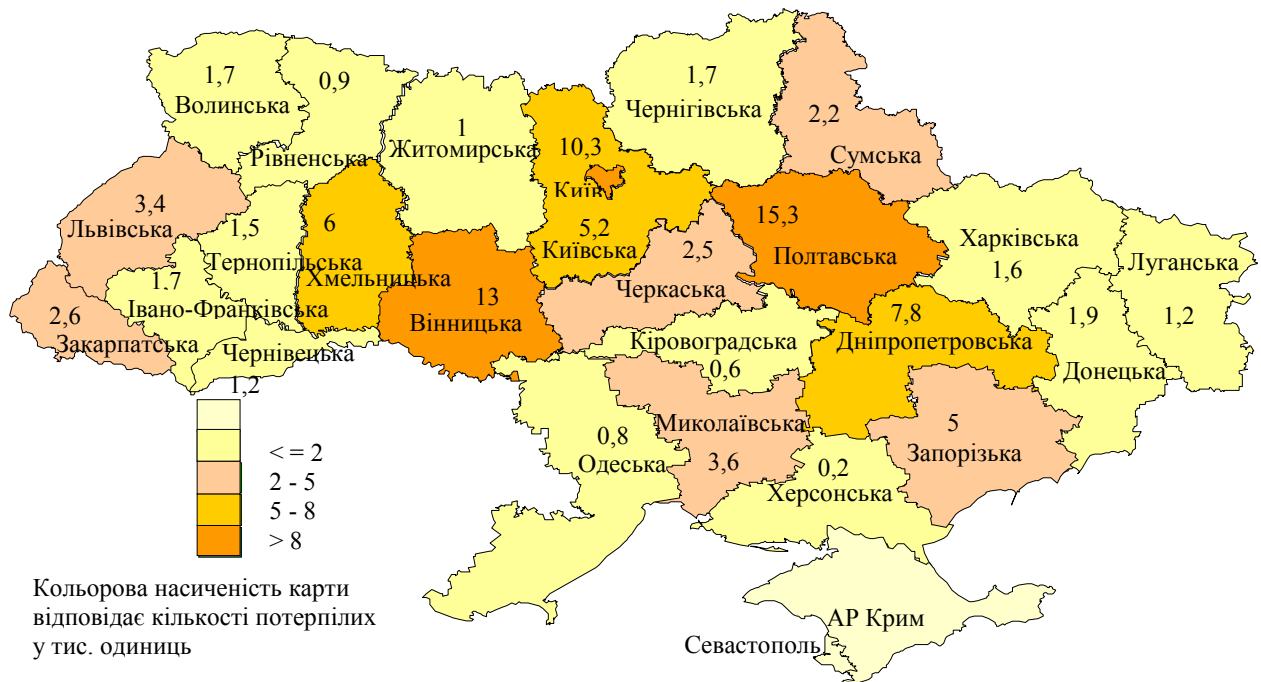 1,7
Волинська
0,9
Рівненська
1
Житомирська
10,3
Київ
5,2
Київська
1,7
Чернігівська
2,2
Сумська
3,4
Львівська
1,5
Тернопільська
6
Хмельницька
13
Вінницька
2,5
Черкаська
15,3
Полтавська
Харківська
1,6
Луганська
1,2
2,6
Закарпатська
1,7
Івано-Франківська
Чернівецька
1,2
Кіровоградська
0,6
7,8
Дніпропетровська
1,9
Донецька
0,8
Одеська
Миколаївська
3,6
0,2
Херсонська
5
Запорізька
АР Крим
Севастополь
< = 2
2 - 5
5 - 8
> 8
Кольорова насиченість карти
відповідає кількості потерпілих
у тис. одиниць